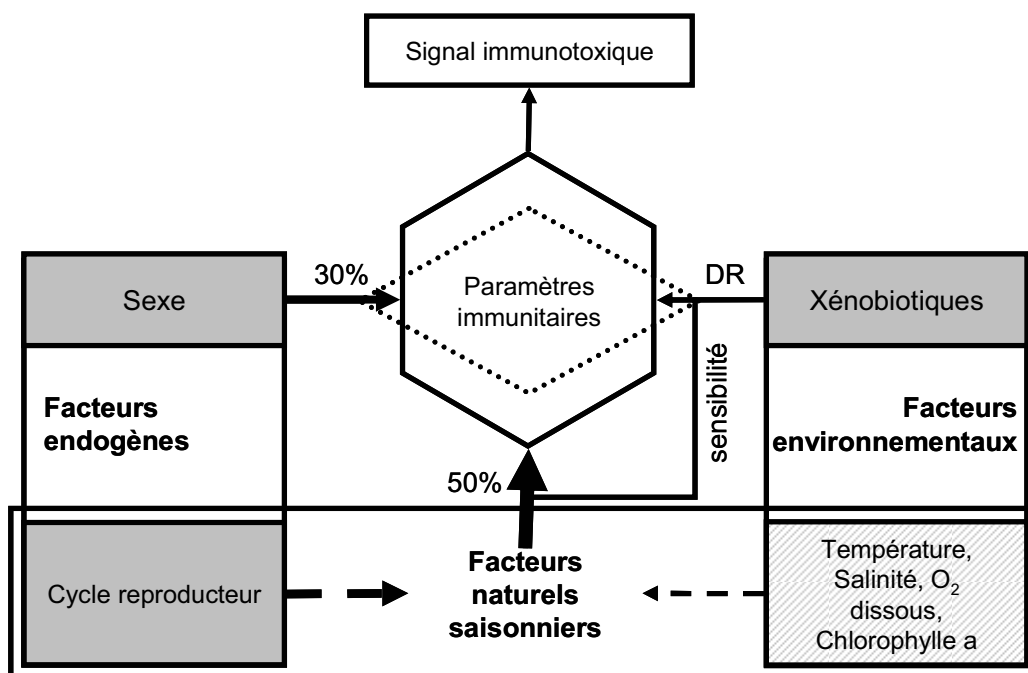 Signal immunotoxique
30%
DR
Sexe
Paramètres
immunitaires
Xénobiotiques
sensibilité
Facteurs
endogènes
Facteurs
environnementaux
50%
Cycle reproducteur
Facteurs
naturels
saisonniers
Température,
Salinité, O2
dissous,
Chlorophylle a